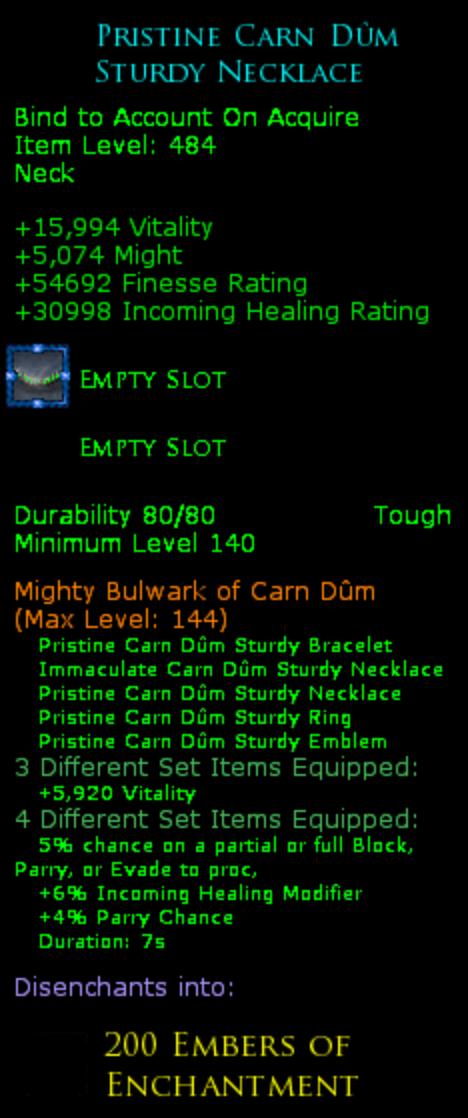 Pristine Carn Dûm
Sturdy Necklace
Bind to Account On Acquire
Item Level: 484
Neck
+15,994 Vitality
+5,074 Might
+54692 Finesse Rating
+30998 Incoming Healing Rating
Empty Slot
Empty Slot
Durability 80/80 Tough
Minimum Level 140
Mighty Bulwark of Carn Dûm
(Max Level: 144)
Pristine Carn Dûm Sturdy Bracelet
Immaculate Carn Dûm Sturdy Necklace
Pristine Carn Dûm Sturdy Necklace
Pristine Carn Dûm Sturdy Ring
Pristine Carn Dûm Sturdy Emblem
3 Different Set Items Equipped:
+5,920 Vitality
4 Different Set Items Equipped:
5% chance on a partial or full Block,
Parry, or Evade to proc,
+6% Incoming Healing Modifier
+4% Parry Chance
Duration: 7s
Disenchants into:
200 Embers of
Enchantment